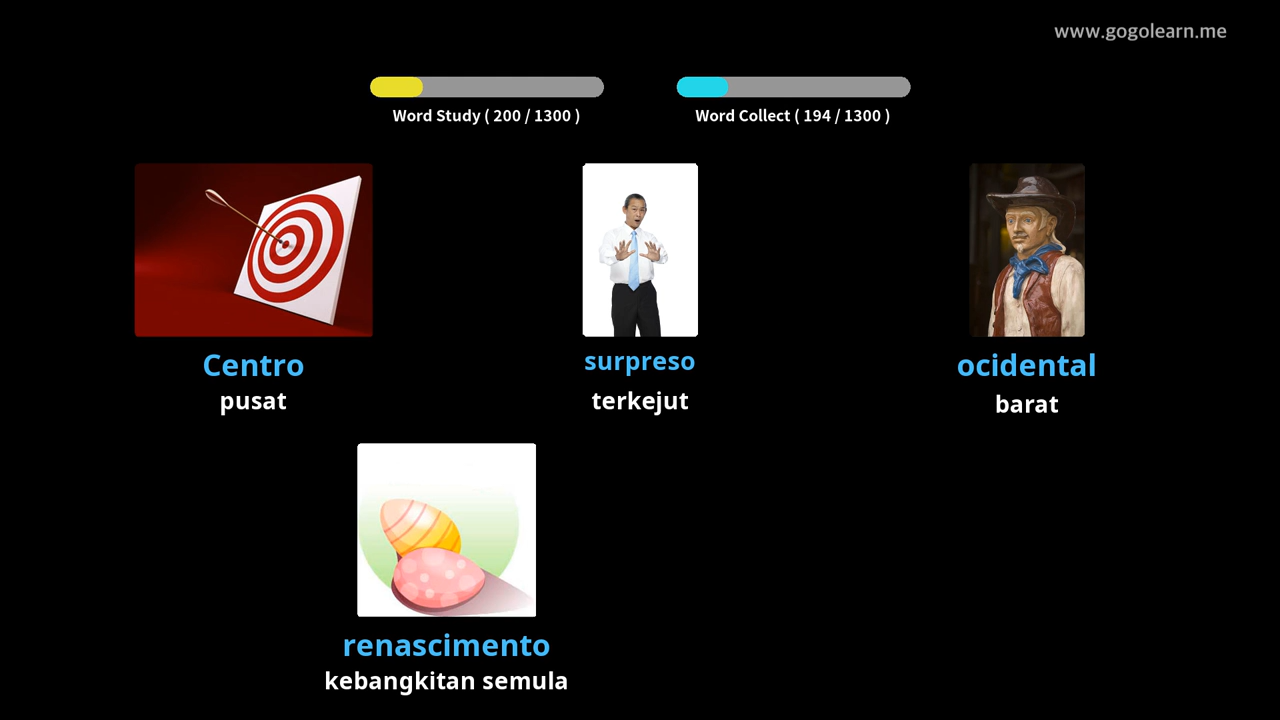 www.gogolearn.me
Word Study ( 200 / 1300 )
Word Collect ( 194 / 1300 )
Centro
pusat
surpreso
terkejut
ocidental
barat
renascimento
kebangkitan semula